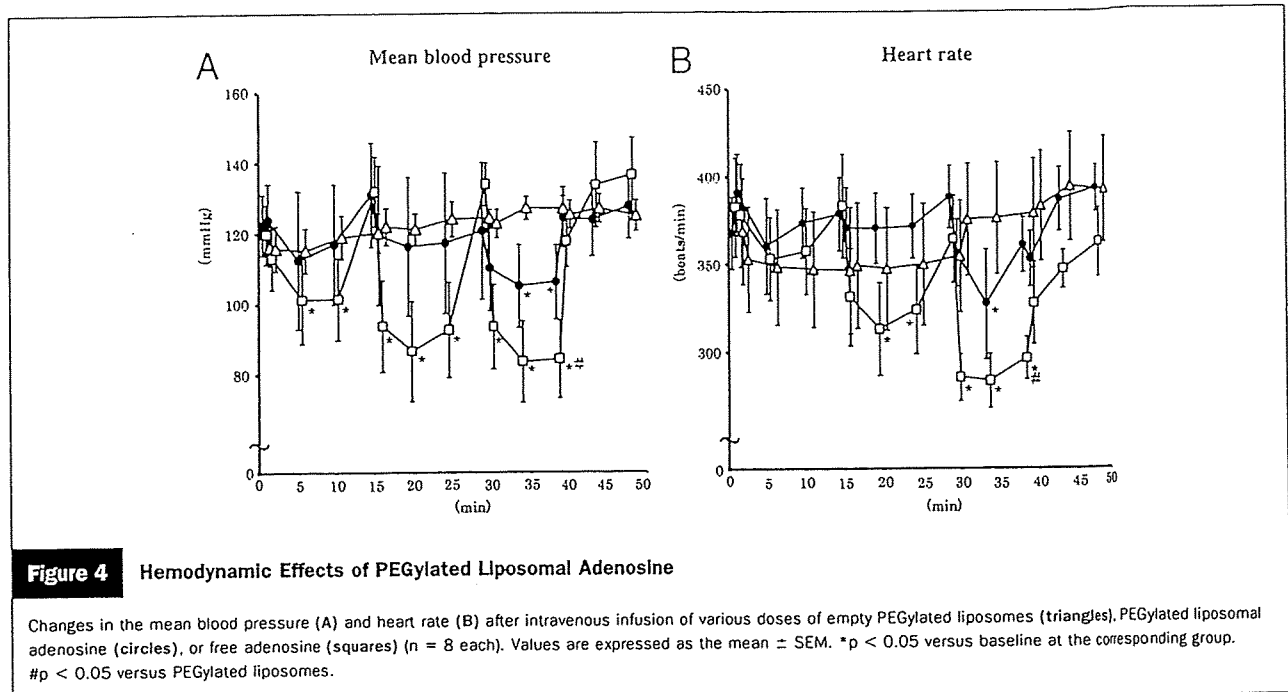 A
Mean blood pressure
160
140
120
100
80
0
(mmHg)
0 5 10 15 20 25 30 35 40 45 50
(min)
* * * * * * * * * * #
B
Heart rate
450
400
350
300
0
(beats/min)
0 5 10 15 20 25 30 35 40 45 50
(min)
* * * * * * #
Figure 4 Hemodynamic Effects of PEGylated Liposomal Adenosine
Changes in the mean blood pressure (A) and heart rate (B) after intravenous infusion of various doses of empty PEGylated liposomes (triangles), PEGylated liposomal
adenosine (circles), or free adenosine (squares) (n = 8 each). Values are expressed as the mean ± SEM. *p < 0.05 versus baseline at the corresponding group.
#p < 0.05 versus PEGylated liposomes.